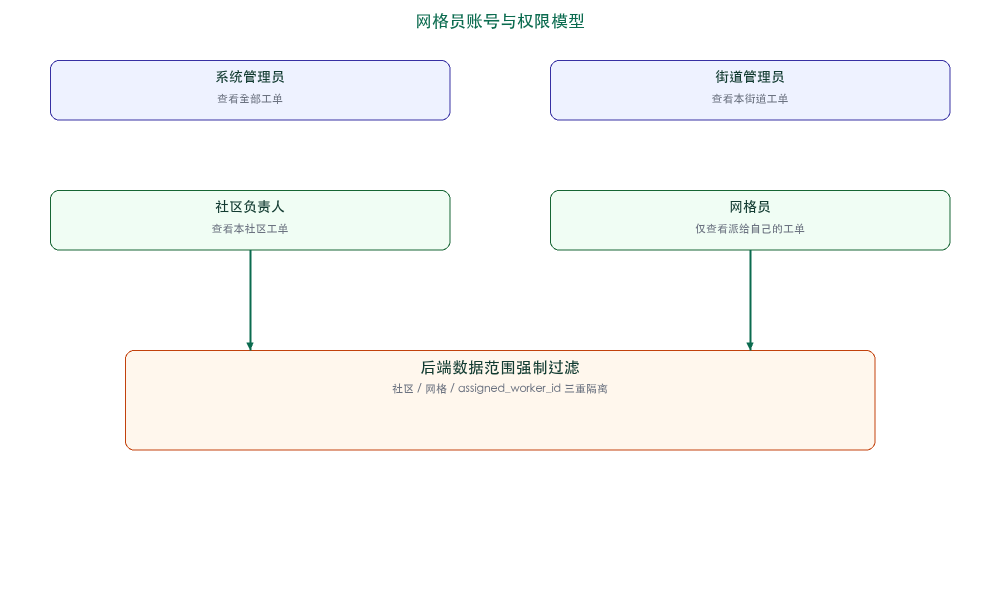 网格员账号与权限模型
系统管理员
查看全部工单
街道管理员
查看本街道工单
社区负责人
查看本社区工单
网格员
仅查看派给自己的工单
后端数据范围强制过滤
社区 / 网格 / assigned_worker_id 三重隔离